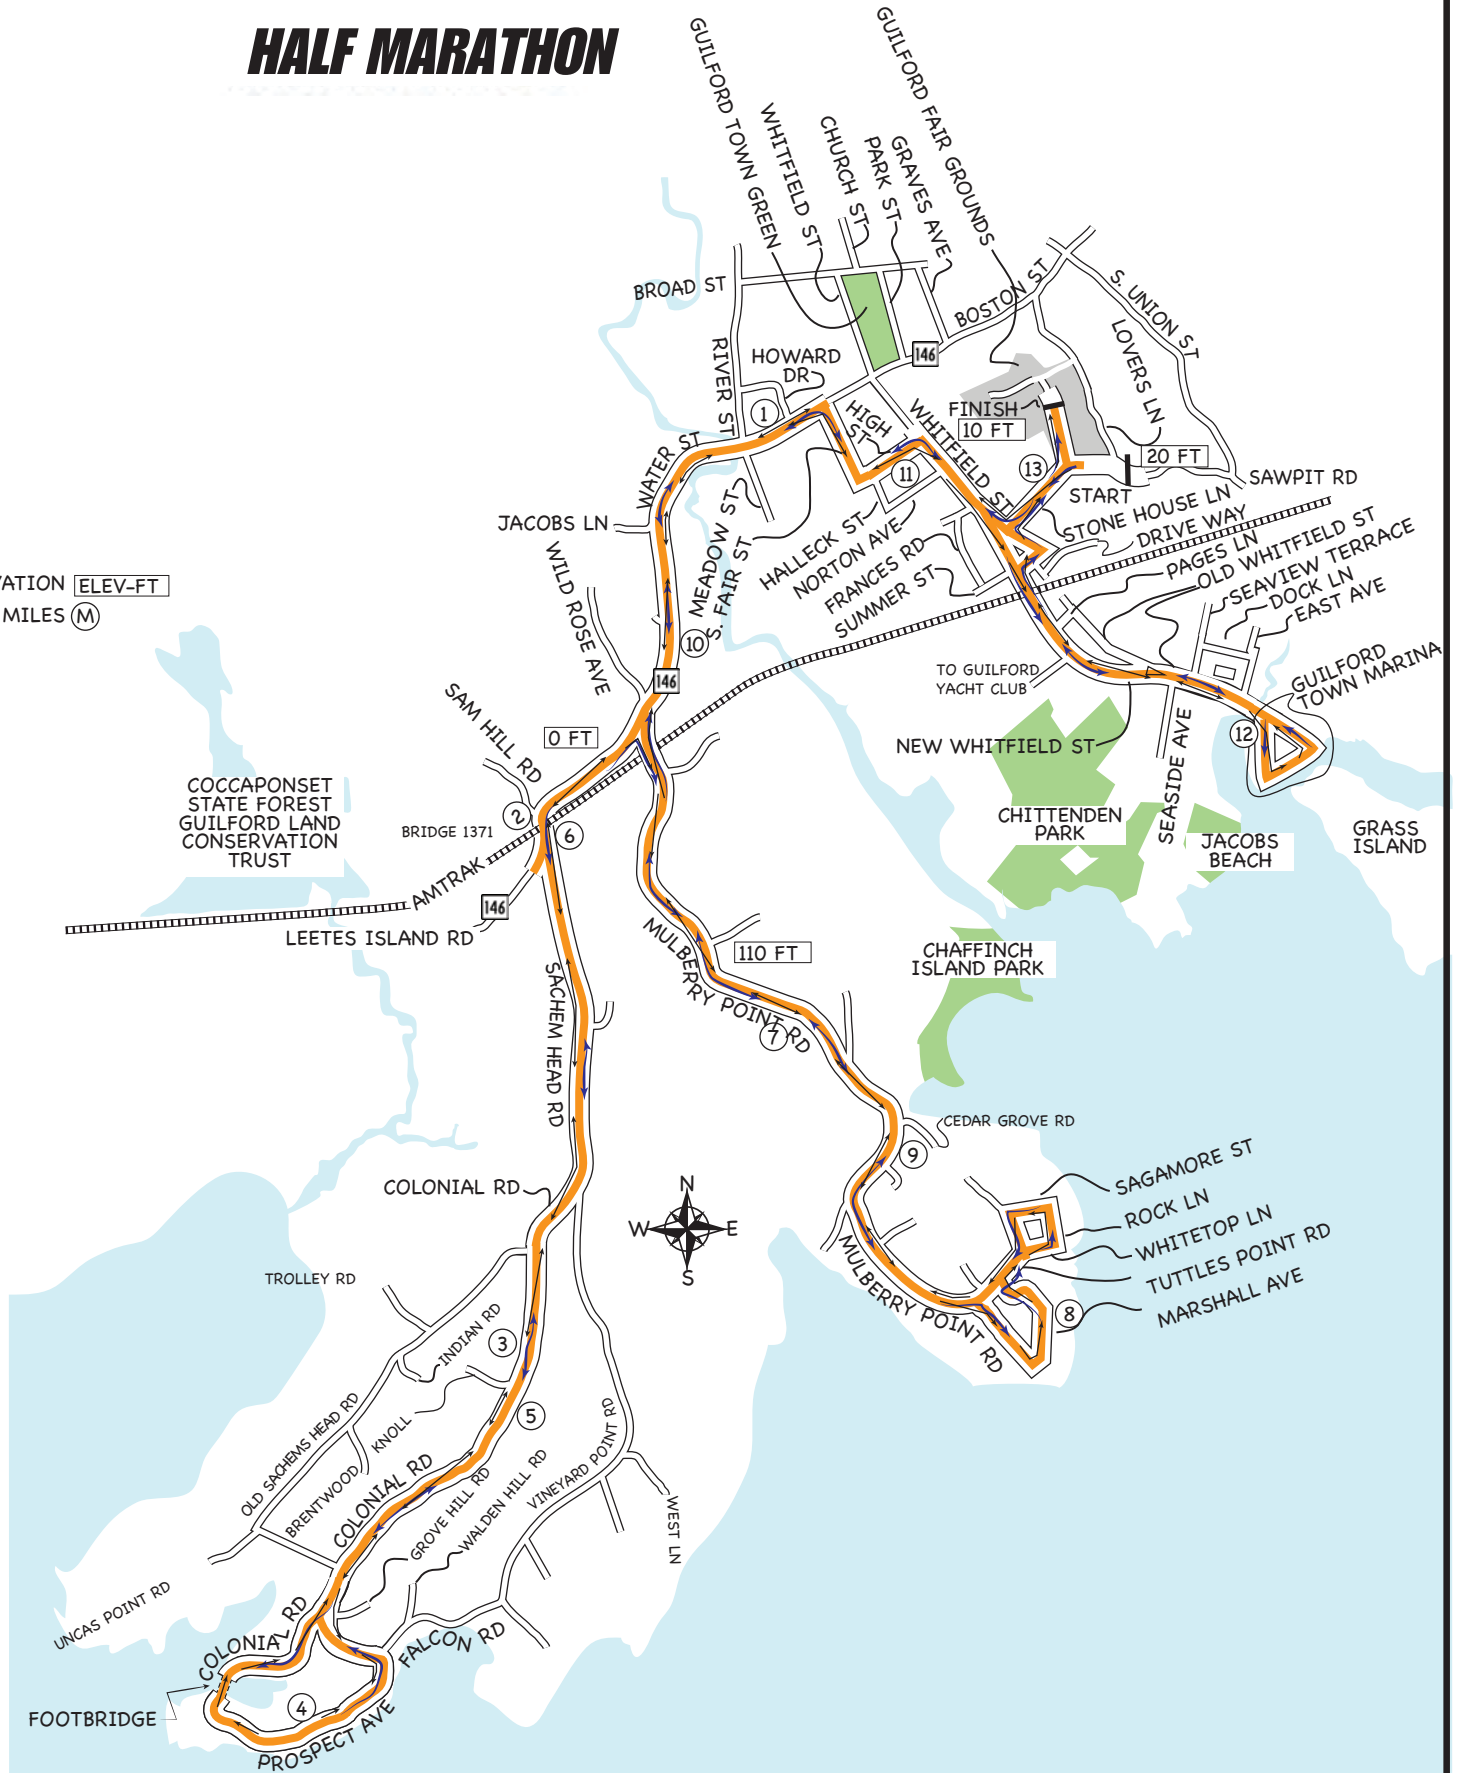 HALF MARATHON
GUILFORD TOWN GREEN
WHITFIELD ST
CHURCH ST
PARK ST
GRAVES AVE
GUILFORD FAIR GROUNDS
BROAD ST
BOSTON ST
S. UNION ST
LOVERS LN
RIVER ST
HOWARD
DR
146
1
HIGH
ST
WHITFIELD ST
FINISH
10 FT
20 FT
13
START
SAWPIT RD
11
WATER ST
JACOBS LN
MEADOW ST
S. FAIR ST
HALLECK ST
NORTON AVE
FRANCES RD
SUMMER ST
STONE HOUSE LN
DRIVE WAY
PAGES LN
OLD WHITFIELD ST
SEAVIEW TERRACE
DOCK LN
EAST AVE
WILD ROSE AVE
VATION ELEV-FT
MILES M
10
146
TO GUILFORD
YACHT CLUB
GUILFORD
TOWN MARINA
SAM HILL RD
0 FT
NEW WHITFIELD ST
SEASIDE AVE
12
COCCAPONSET
STATE FOREST
GUILFORD LAND
CONSERVATION
TRUST
2
6
BRIDGE 1371
AMTRAK
146
LEETES ISLAND RD
CHITTENDEN
PARK
JACOBS
BEACH
GRASS
ISLAND
MULBERRY POINT RD
110 FT
CHAFFINCH
ISLAND PARK
SACHEM HEAD RD
7
CEDAR GROVE RD
9
COLONIAL RD
N
W
E
S
SAGAMORE ST
ROCK LN
WHITETOP LN
TUTTLES POINT RD
MARSHALL AVE
MULBERRY POINT RD
8
TROLLEY RD
INDIAN RD
3
5
OLD SACHEMS HEAD RD
KNOLL
BRENTWOOD
COLONIAL RD
GROVE HILL RD
WALDEN HILL RD
VINEYARD POINT RD
WEST LN
UNCAS POINT RD
COLONIAL RD
FALCON RD
FOOTBRIDGE
4
PROSPECT AVE